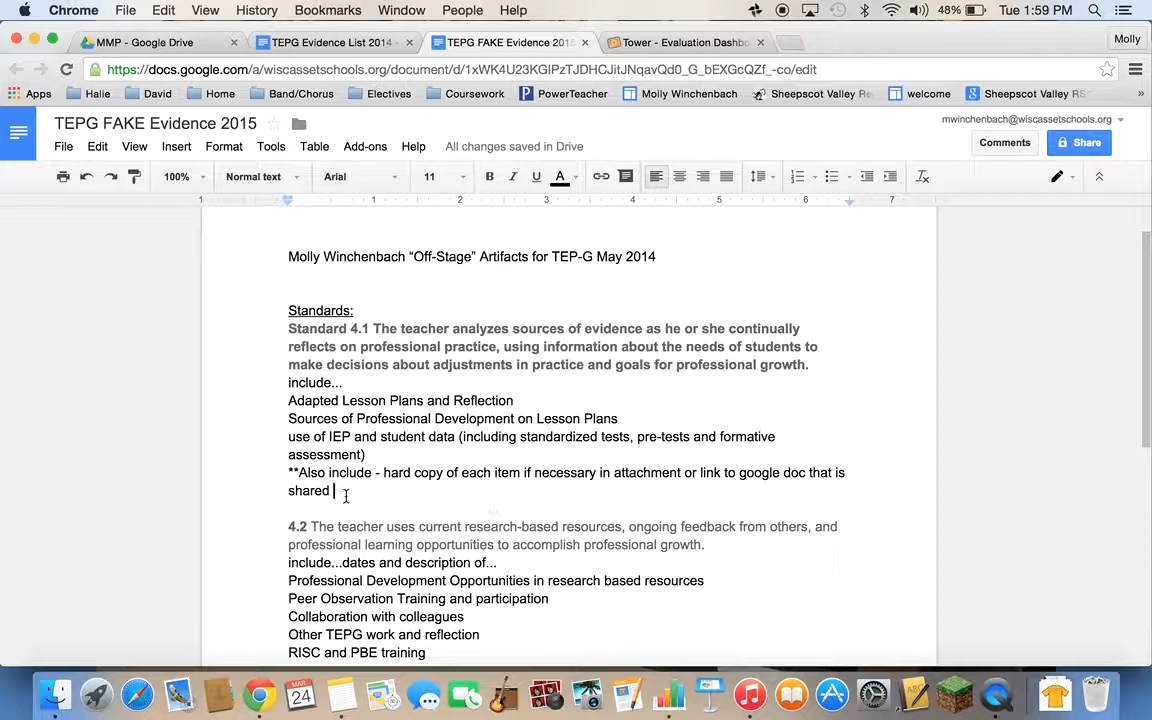 Chrome File Edit View History Bookmarks Window People Help 48% Tue 1:59 PM
MMP - Google Drive TEPG Evidence List 2014 - TEPG FAKE Evidence 2015 Tower - Evaluation Dashbo Molly
https://docs.google.com/a/wiscassetschools.org/document/d/1xWK4U23KGlPzTJDHCJitJNqavQd0_G_bEXGcQZf_-co/edit
Apps Halie David Home Band/Chorus Electives Coursework PowerTeacher Molly Winchenbach Sheepscot Valley Re welcome Sheepscot Valley RS »
TEPG FAKE Evidence 2015 mwinchenbach@wiscassetschools.org
File Edit View Insert Format Tools Table Add-ons Help All changes saved in Drive Comments Share
100% Normal text Arial 11 B I U A
1 1 2 3 4 5 6 7
Molly Winchenbach “Off-Stage” Artifacts for TEP-G May 2014
Standards:
Standard 4.1 The teacher analyzes sources of evidence as he or she continually
reflects on professional practice, using information about the needs of students to
make decisions about adjustments in practice and goals for professional growth.
include...
Adapted Lesson Plans and Reflection
Sources of Professional Development on Lesson Plans
use of IEP and student data (including standardized tests, pre-tests and formative
assessment)
**Also include - hard copy of each item if necessary in attachment or link to google doc that is
shared
4.2 The teacher uses current research-based resources, ongoing feedback from others, and
professional learning opportunities to accomplish professional growth.
include...dates and description of...
Professional Development Opportunities in research based resources
Peer Observation Training and participation
Collaboration with colleagues
Other TEPG work and reflection
RISC and PBE training
MAR
24